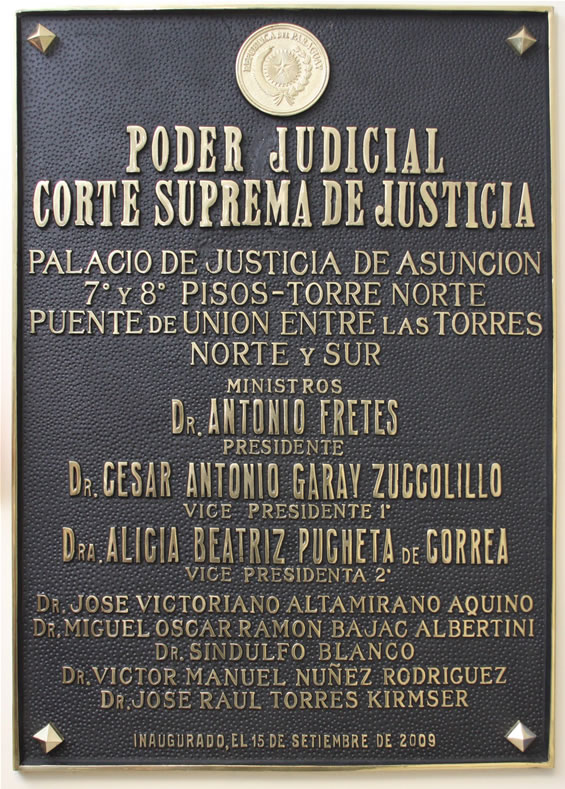 REPUBLICA DEL PARAGUAY
PODER JUDICIAL
CORTE SUPREMA DE JUSTICIA
PALACIO DE JUSTICIA DE ASUNCION
7° Y 8° PISOS-TORRE NORTE
PUENTE DE UNION ENTRE LAS TORRES
NORTE Y SUR
MINISTROS
DR. ANTONIO FRETES
PRESIDENTE
DR. CESAR ANTONIO GARAY ZUCCOLILLO
VICE PRESIDENTE 1°
DRA. ALICIA BEATRIZ PUCHETA DE CORREA
VICE PRESIDENTA 2°
DR. JOSE VICTORIANO ALTAMIRANO AQUINO
DR. MIGUEL OSCAR RAMON BAJAC ALBERTINI
DR. SINDULFO BLANCO
DR. VICTOR MANUEL NUÑEZ RODRIGUEZ
DR. JOSE RAUL TORRES KIRMSER
INAUGURADO, EL 15 DE SETIEMBRE DE 2009